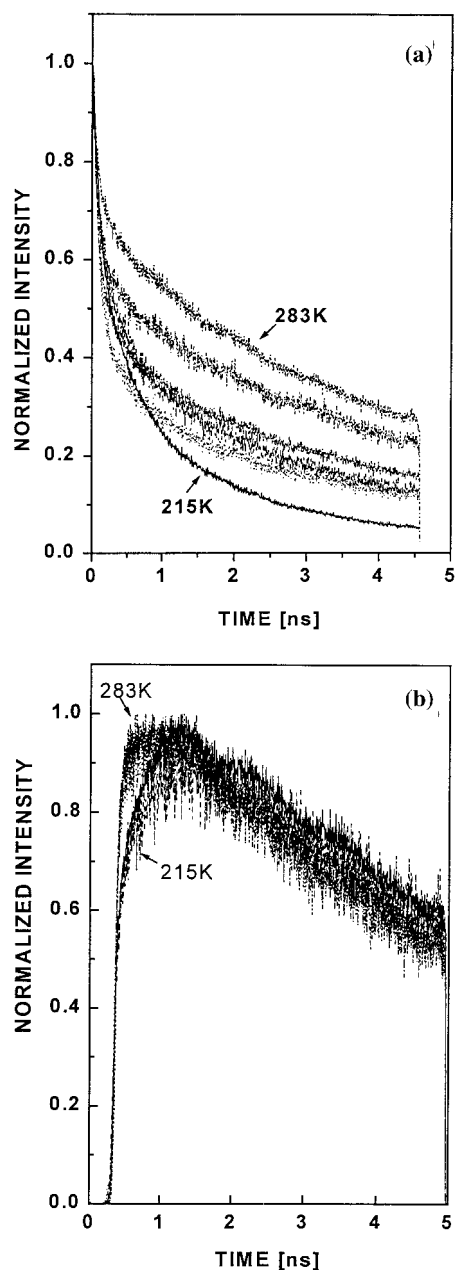 (a)
1.0
0.8
0.6
0.4
0.2
0.0
NORMALIZED INTENSITY
283K
215K
0 1 2 3 4 5
TIME [ns]
(b)
283K
1.0
0.8
0.6
0.4
0.2
0.0
NORMALIZED INTENSITY
215K
0 1 2 3 4 5
TIME [ns]